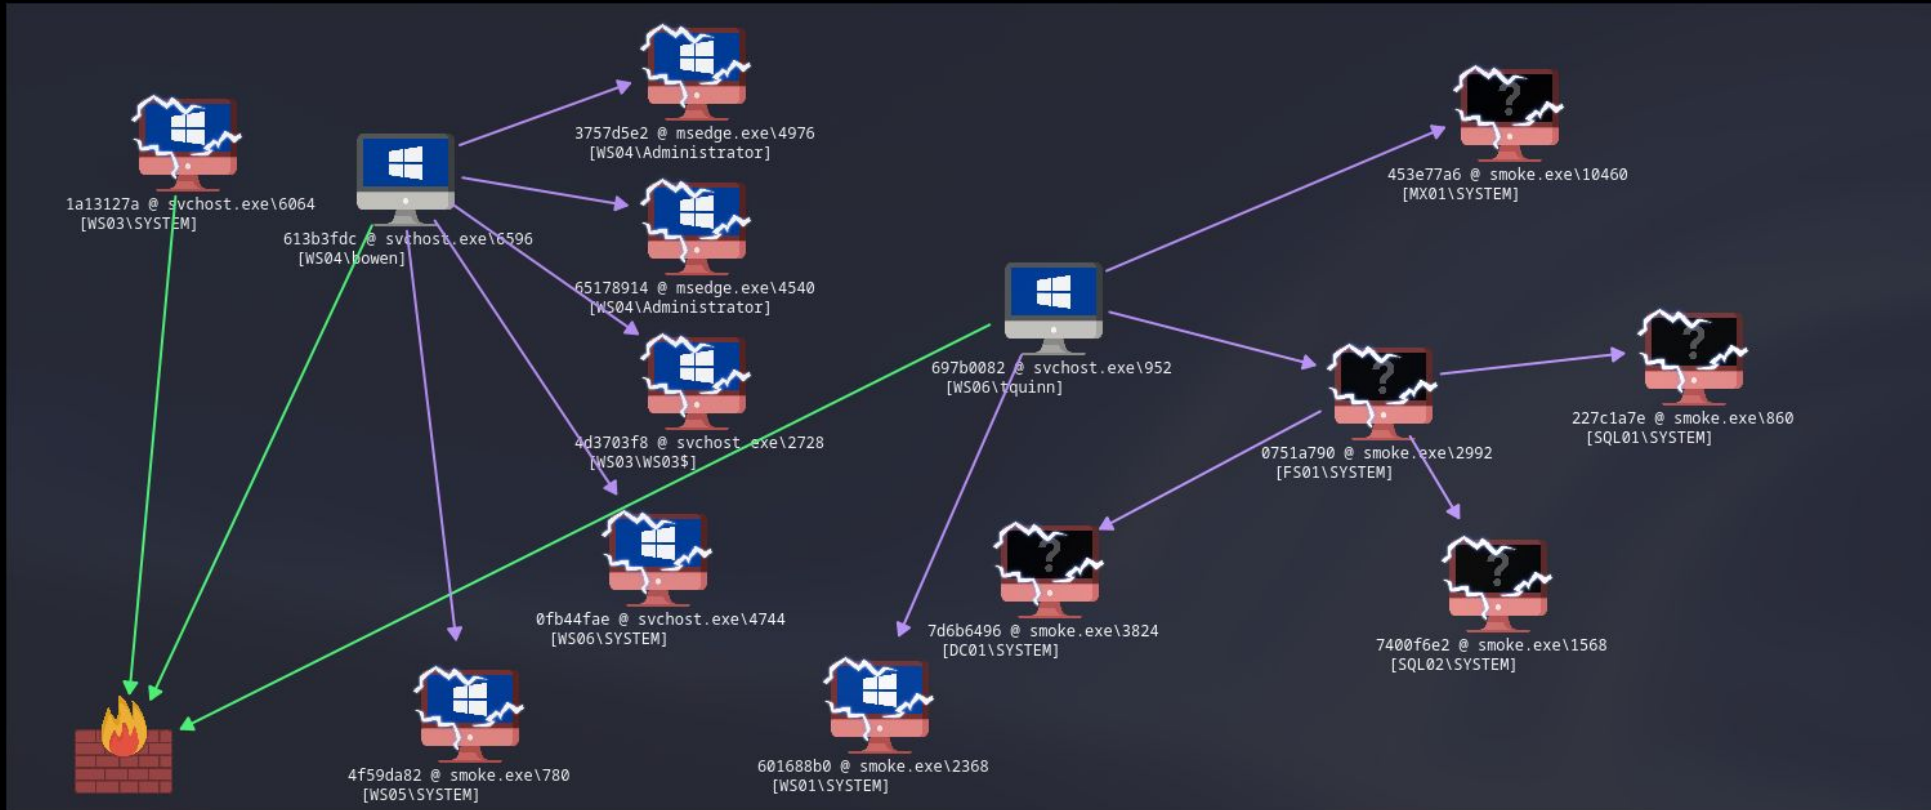 3757d5e2 @ msedge.exe\4976
[WS04\Administrator]
1a13127a @ svchost.exe\6064
[WS03\SYSTEM]
613b3fdc @ svchost.exe\6596
[WS04\bowen]
65178914 @ msedge.exe\4540
[WS04\Administrator]
453e77a6 @ smoke.exe\10460
[MX01\SYSTEM]
697b0082 @ svchost.exe\952
[WS06\tquinn]
4d3703f8 @ svchost.exe\2728
[WS03\WS03$]
0751a790 @ smoke.exe\2992
[FS01\SYSTEM]
227c1a7e @ smoke.exe\860
[SQL01\SYSTEM]
0fb44fae @ svchost.exe\4744
[WS06\SYSTEM]
7d6b6496 @ smoke.exe\3824
[DC01\SYSTEM]
7400f6e2 @ smoke.exe\1568
[SQL02\SYSTEM]
4f59da82 @ smoke.exe\780
[WS05\SYSTEM]
601688b0 @ smoke.exe\2368
[WS01\SYSTEM]
?
?
?
?
?